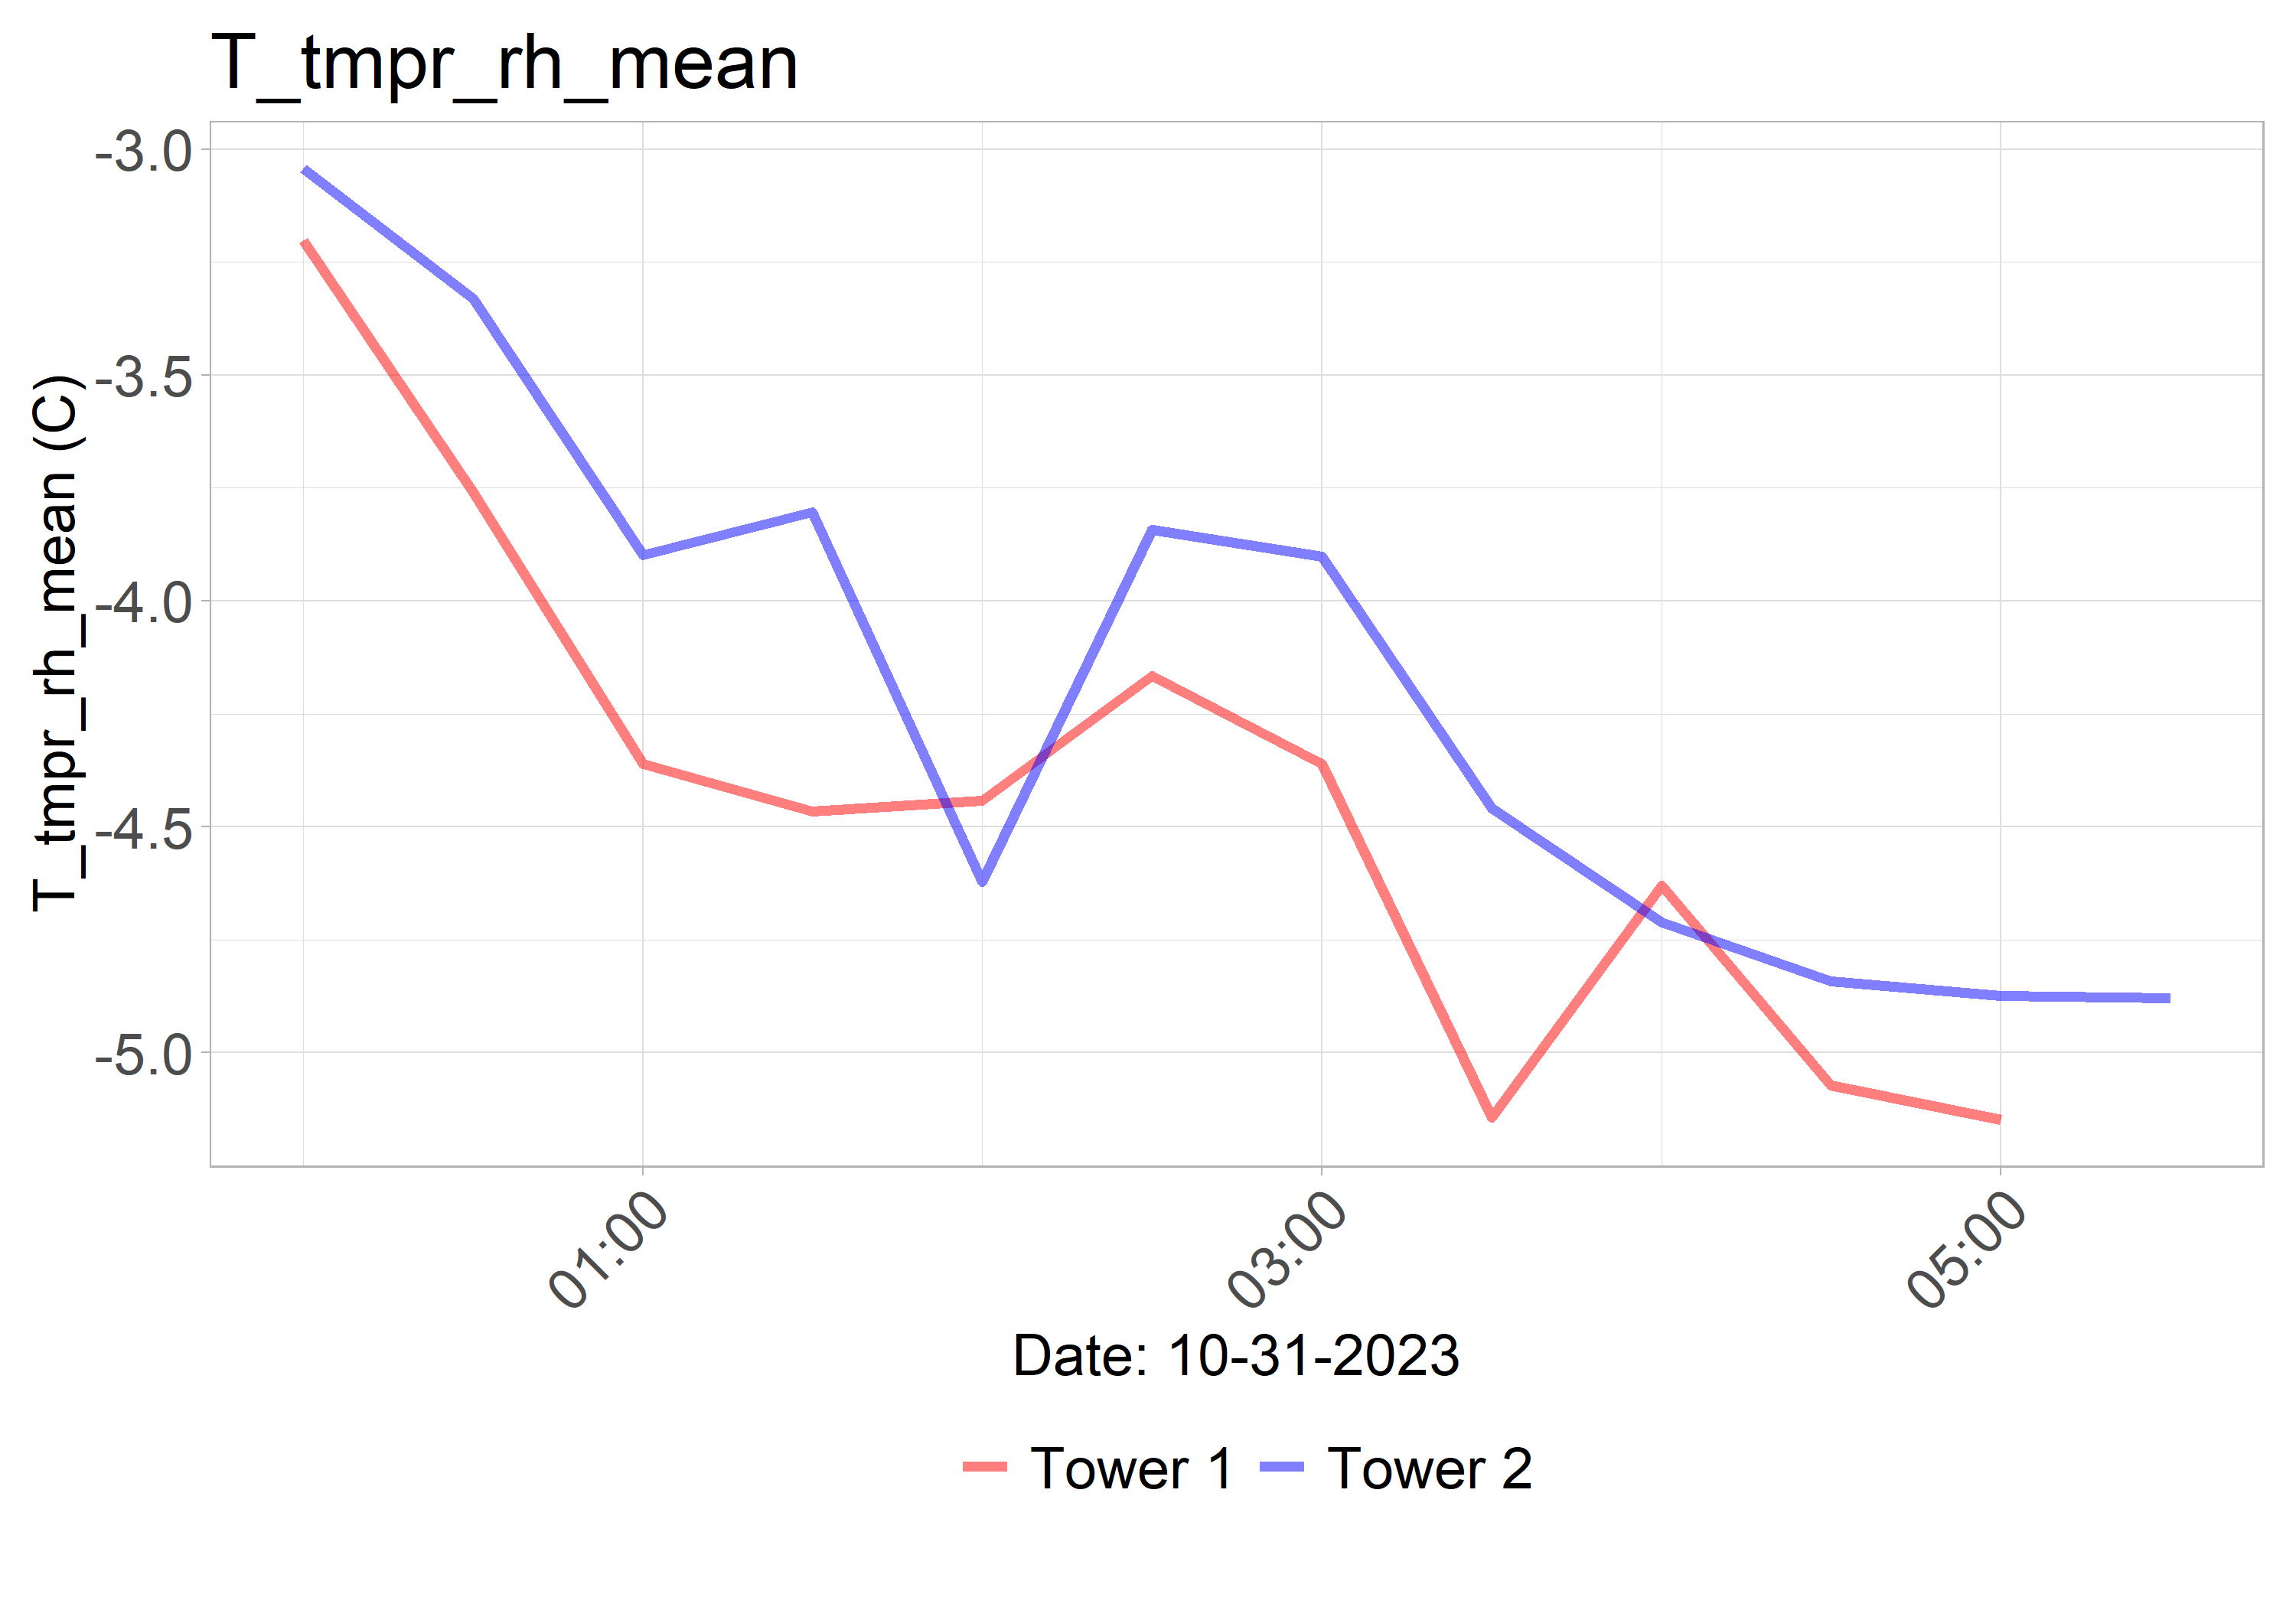 T_tmpr_rh_mean
T_tmpr_rh_mean (C)
-3.0
-3.5
-4.0
-4.5
-5.0
01:00
03:00
05:00
Date: 10-31-2023
Tower 1
Tower 2